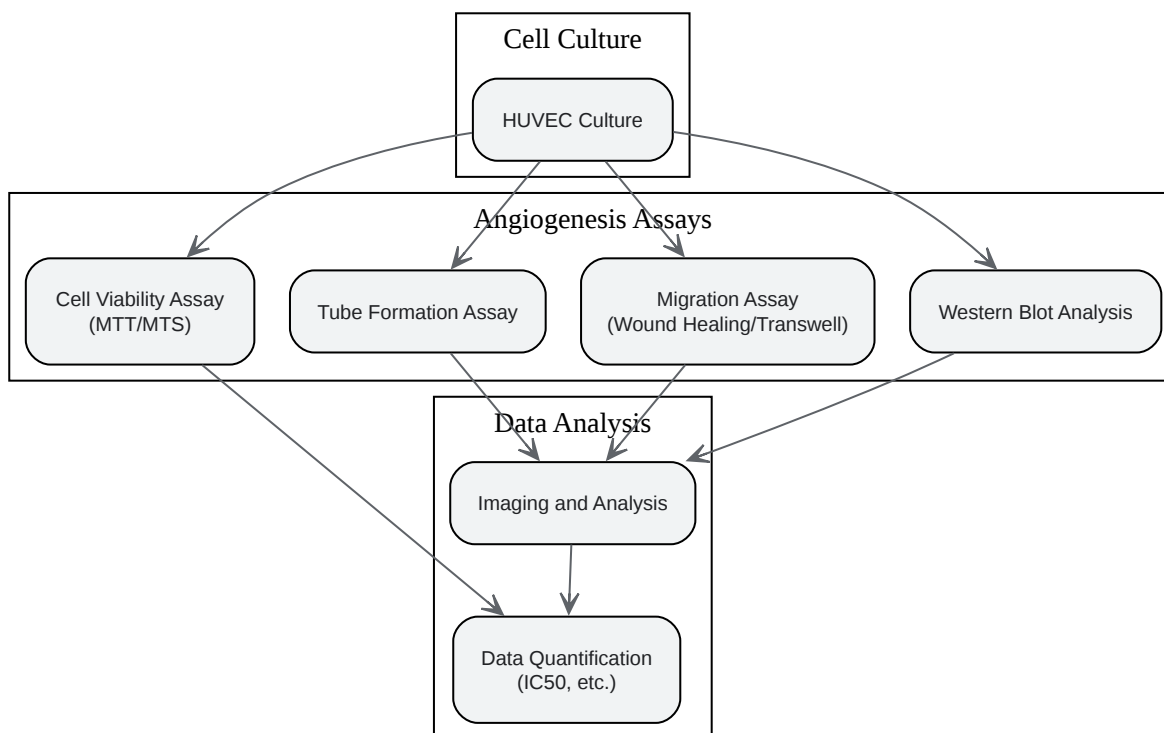 Cell Culture
HUVEC Culture
Angiogenesis Assays
Cell Viability Assay
(MTT/MTS)
Tube Formation Assay
Migration Assay
(Wound Healing/Transwell)
Western Blot Analysis
Data Analysis
Imaging and Analysis
Data Quantification
(IC50, etc.)